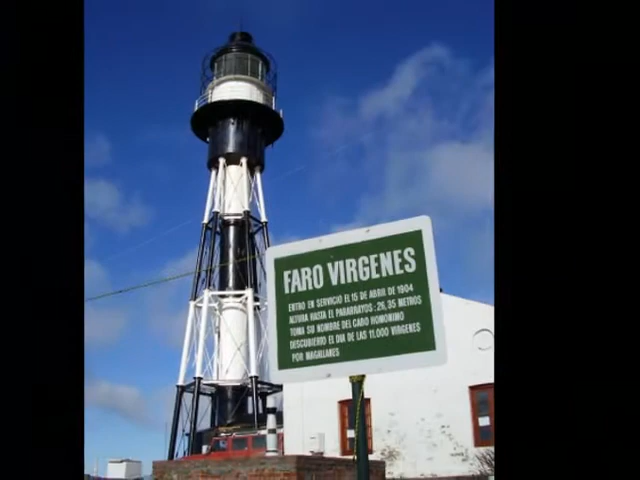 FARO VIRGENES
ENTRO EN SERVICIO EL 15 DE ABRIL DE 1904
ALTURA HASTA EL PARARRAYOS: 26,35 METROS
TOMA SU NOMBRE DEL CABO HOMONIMO
DESCUBIERTO EL DIA DE LAS 11.000 VIRGENES
POR MAGALLANES